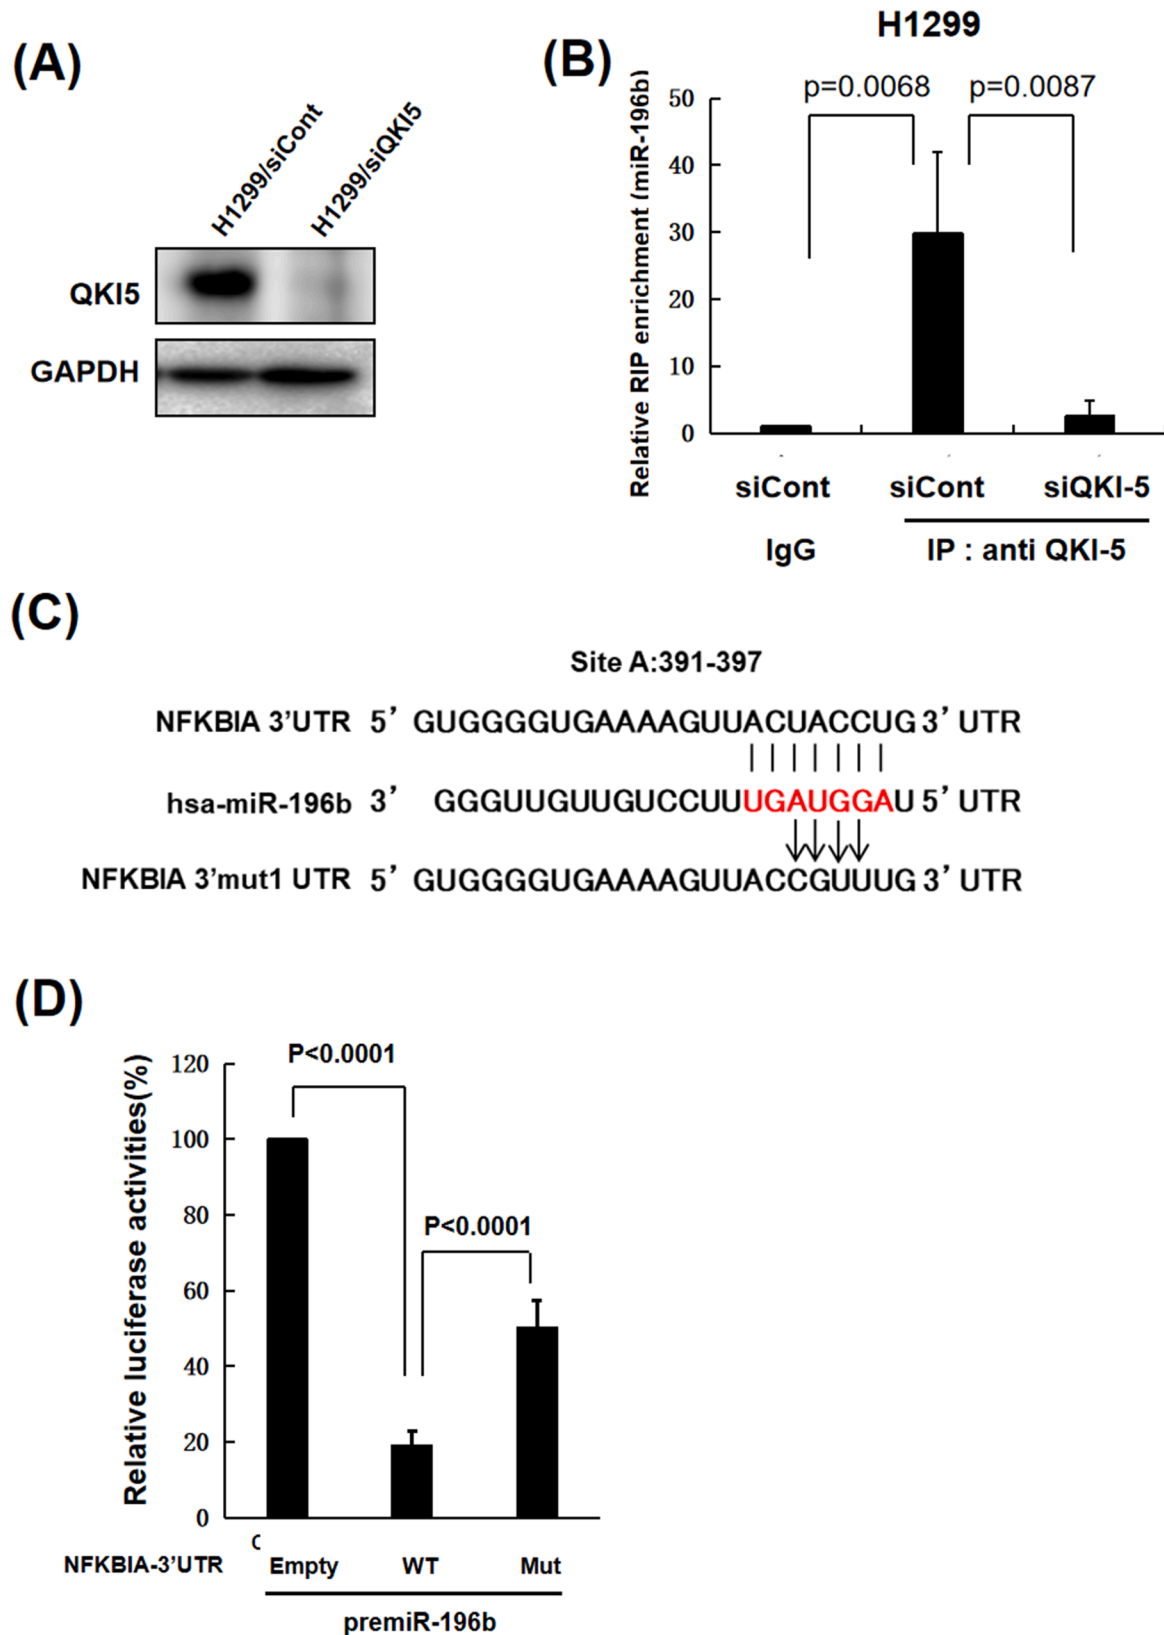 (A)
H1299/siCont
H1299/siQKI5
QKI5
GAPDH
(B)
H1299
p=0.0068
p=0.0087
Relative RIP enrichment (miR-196b)
50
40
30
20
10
0
siCont
siCont
siQKI-5
IgG
IP : anti QKI-5
(C)
Site A:391-397
NFKBIA 3'UTR 5' GUGGGGUGAAAAGUUACUACCUG 3' UTR
hsa-miR-196b 3' GGGUUGUUGUCCUUUGAUGGAU 5' UTR
NFKBIA 3'mut1 UTR 5' GUGGGGUGAAAAGUUACCGUUUG 3' UTR
(D)
P<0.0001
P<0.0001
Relative luciferase activities(%)
120
100
80
60
40
20
0
NFKBIA-3'UTR
Empty
WT
Mut
premiR-196b